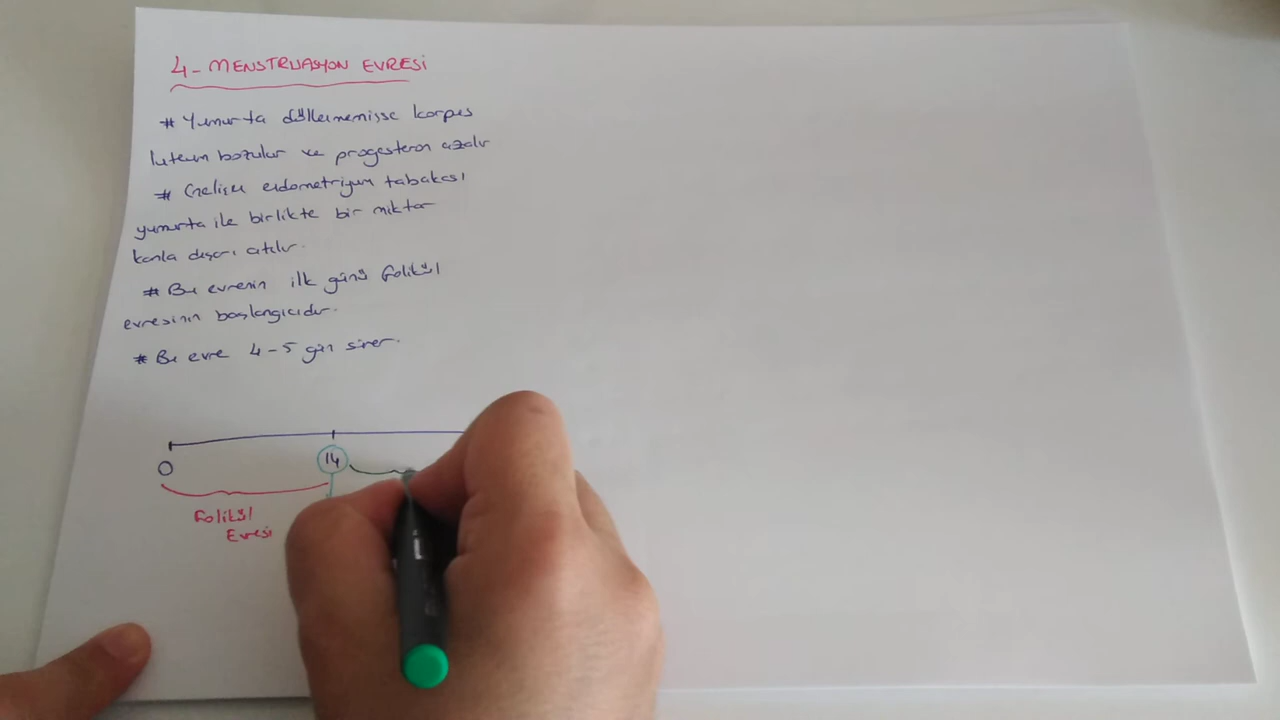 4- MENSTRUASYON EVRESİ
# Yumurta döllenmemişse korpus
luteum bozulur ve progesteron azalır
# Gelişen endometriyum tabakası
yumurta ile birlikte bir miktar
kanla dışarı atılır.
# Bu evrenin ilk günü folikül
evresinin başlangıcıdır.
# Bu evre 4-5 gün sürer.
0 14
Folikül
Evresi